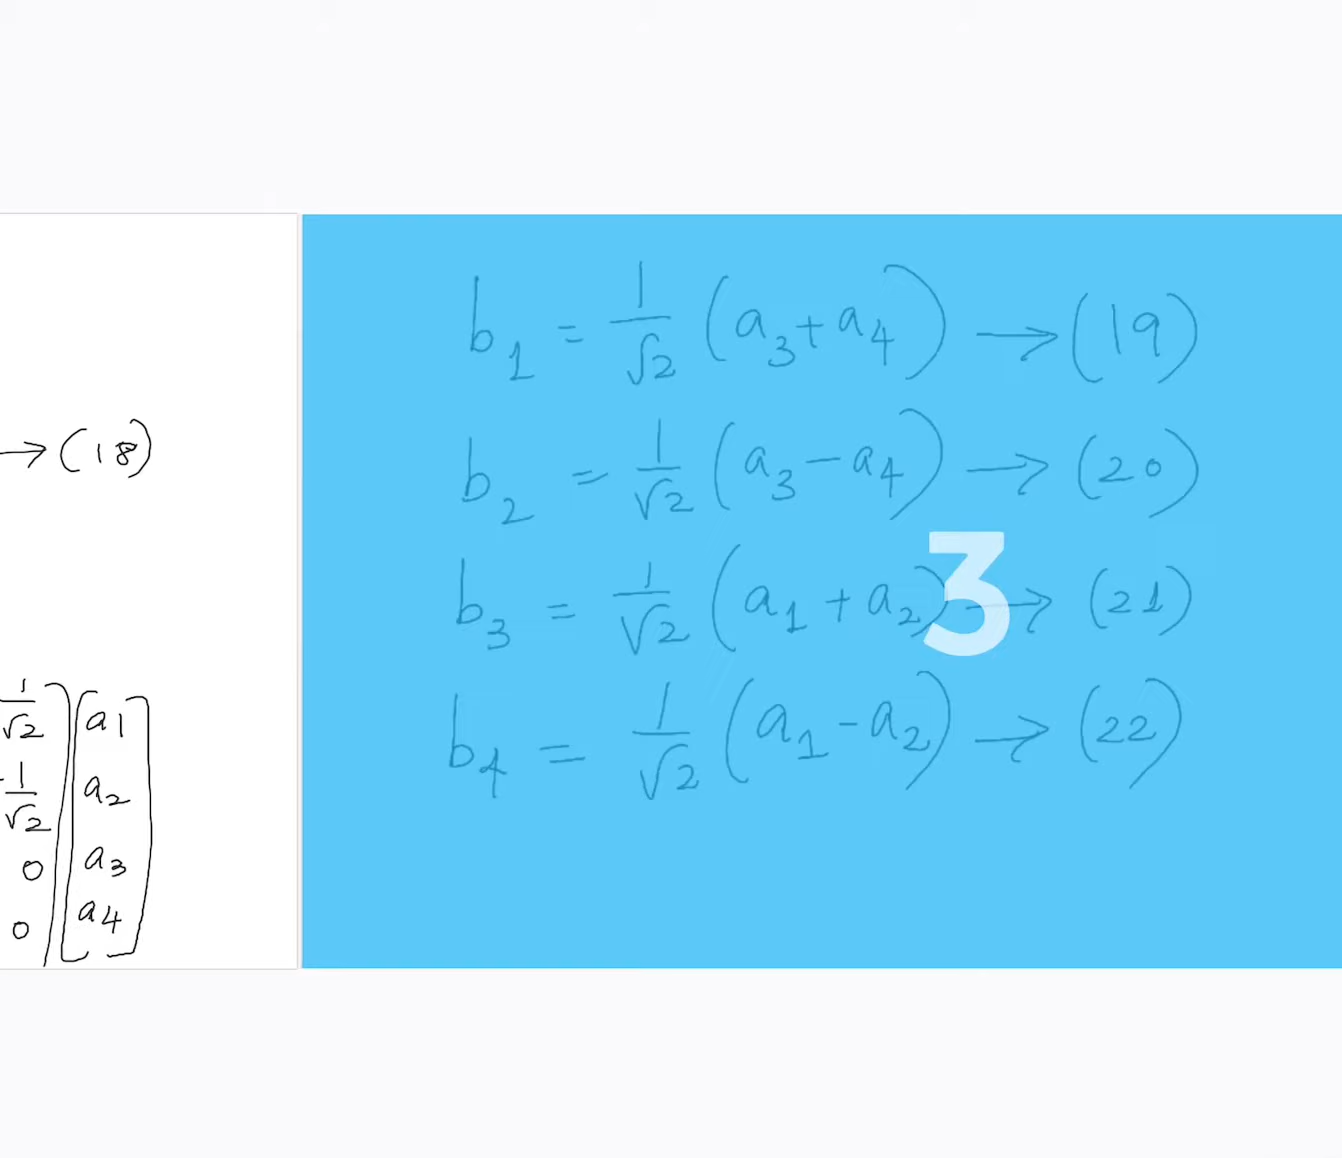 → (18)
1/√2 ] [ a1 ]
-1/√2 a2
0 a3
0 a4
b1 = 1/√2 (a3 + a4) → (19)
b2 = 1/√2 (a3 − a4) → (20)
3
b3 = 1/√2 (a1 + a2) → (21)
b4 = 1/√2 (a1 − a2) → (22)